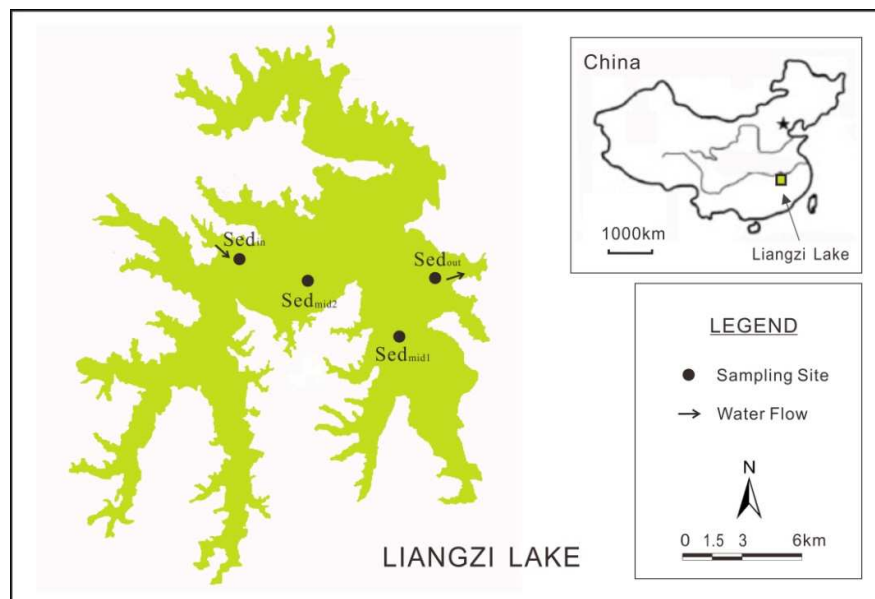 China
1000km
Liangzi Lake
Sedin
Sedout
Sedmid2
Sedmid1
LIANGZI LAKE
LEGEND
Sampling Site
Water Flow
N
0 1.5 3 6km